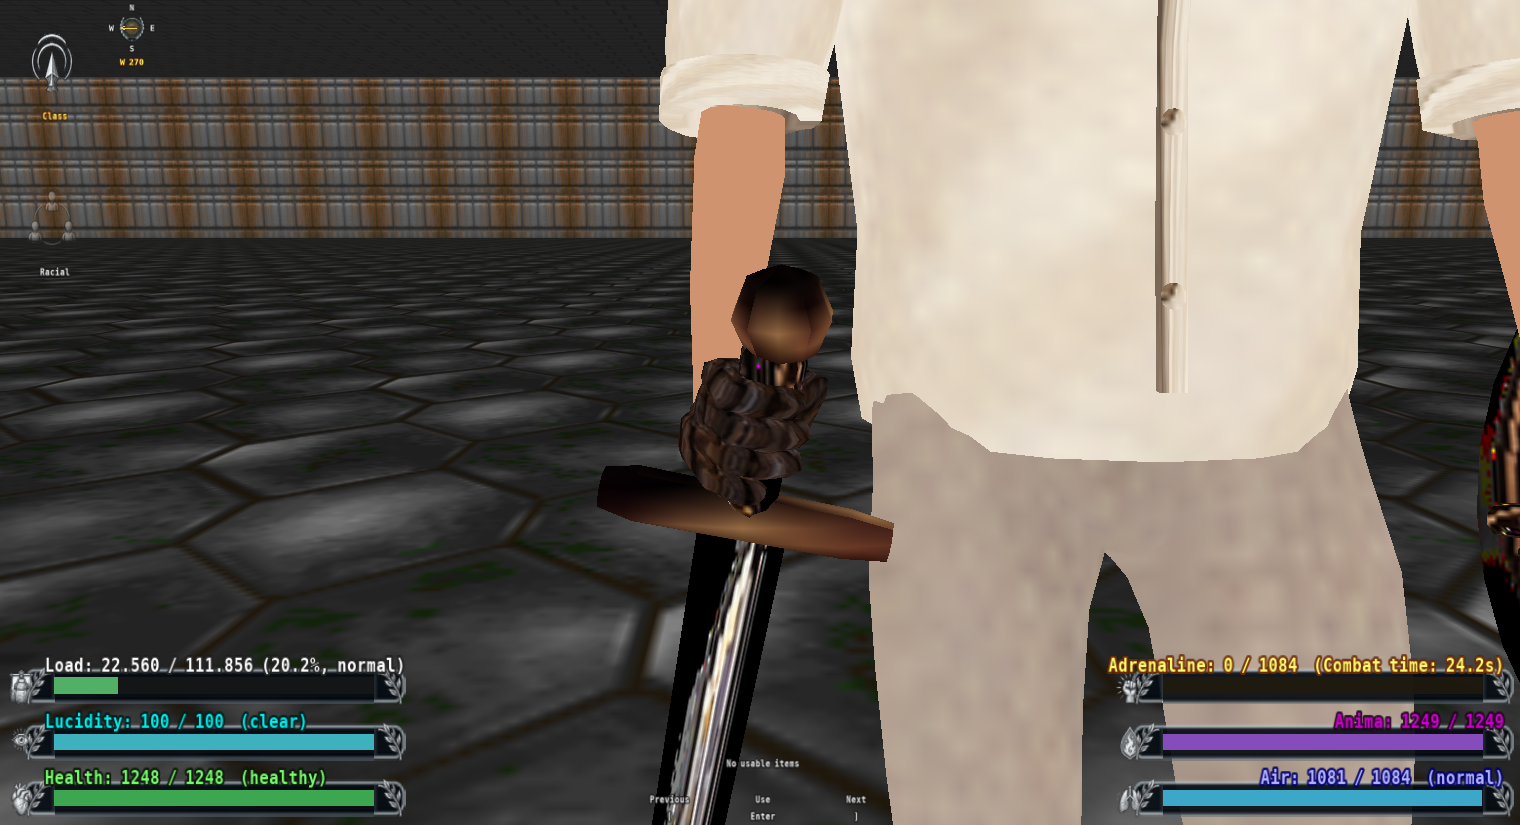 N
W E
S
W 270
Class
Racial
Load: 22.560 / 111.856 (20.2%, normal)
Lucidity: 100 / 100 (clear)
Health: 1248 / 1248 (healthy)
Adrenaline: 0 / 1084 (Combat time: 24.2s)
Anima: 1249 / 1249
Air: 1081 / 1084 (normal)
No usable items
Previous Use Next
Enter ]